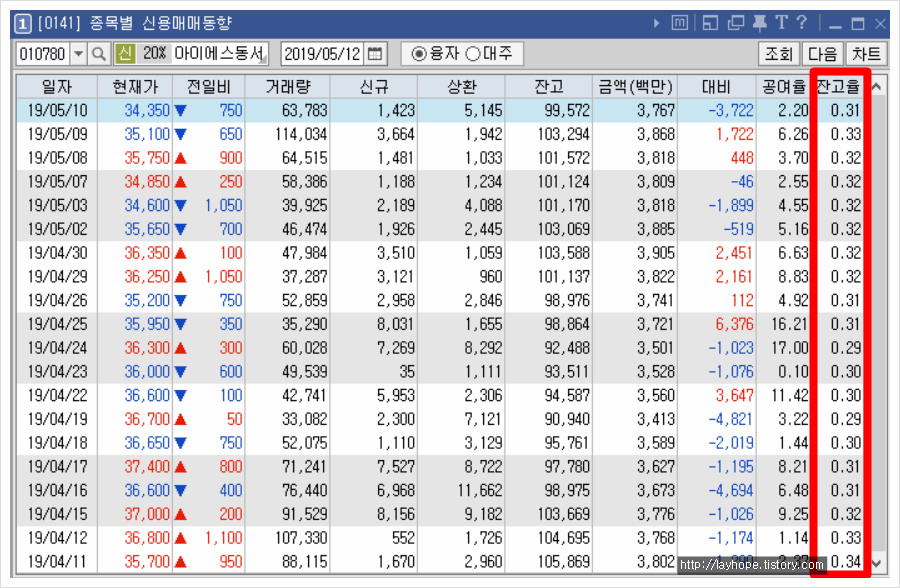 1 [0141] 종목별 신용매매동향
010780 신 20% 아이에스동서 2019/05/12 융자 대주 조회 다음 차트
일자 현재가 전일비 거래량 신규 상환 잔고 금액(백만) 대비 공여율 잔고율
19/05/10 34,350 ▼ 750 63,783 1,423 5,145 99,572 3,767 -3,722 2.20 0.31
19/05/09 35,100 ▼ 650 114,034 3,664 1,942 103,294 3,868 1,722 6.26 0.33
19/05/08 35,750 ▲ 900 64,515 1,481 1,033 101,572 3,818 448 3.70 0.32
19/05/07 34,850 ▲ 250 58,386 1,188 1,234 101,124 3,809 -46 2.55 0.32
19/05/03 34,600 ▼ 1,050 39,925 2,189 4,088 101,170 3,818 -1,899 4.55 0.32
19/05/02 35,650 ▼ 700 46,474 1,926 2,445 103,069 3,885 -519 5.16 0.32
19/04/30 36,350 ▲ 100 47,984 3,510 1,059 103,588 3,905 2,451 6.63 0.32
19/04/29 36,250 ▲ 1,050 37,287 3,121 960 101,137 3,822 2,161 8.83 0.32
19/04/26 35,200 ▼ 750 52,859 2,958 2,846 98,976 3,741 112 4.92 0.31
19/04/25 35,950 ▼ 350 35,290 8,031 1,655 98,864 3,721 6,376 16.21 0.31
19/04/24 36,300 ▲ 300 60,028 7,269 8,292 92,488 3,501 -1,023 17.00 0.29
19/04/23 36,000 ▼ 600 49,539 35 1,111 93,511 3,528 -1,076 0.10 0.30
19/04/22 36,600 ▼ 100 42,741 5,953 2,306 94,587 3,560 3,647 11.42 0.30
19/04/19 36,700 ▲ 50 33,082 2,300 7,121 90,940 3,413 -4,821 3.22 0.29
19/04/18 36,650 ▼ 750 52,075 1,110 3,129 95,761 3,589 -2,019 1.44 0.30
19/04/17 37,400 ▲ 800 71,241 7,527 8,722 97,780 3,627 -1,195 8.21 0.31
19/04/16 36,600 ▼ 400 76,440 6,968 11,662 98,975 3,673 -4,694 6.48 0.31
19/04/15 37,000 ▲ 200 91,529 8,156 9,182 103,669 3,776 -1,026 9.25 0.32
19/04/12 36,800 ▲ 1,100 107,330 552 1,726 104,695 3,768 -1,174 1.14 0.33
19/04/11 35,700 ▲ 950 88,115 1,670 2,960 105,869 3,802 0.34
http://layhope.tistory.com